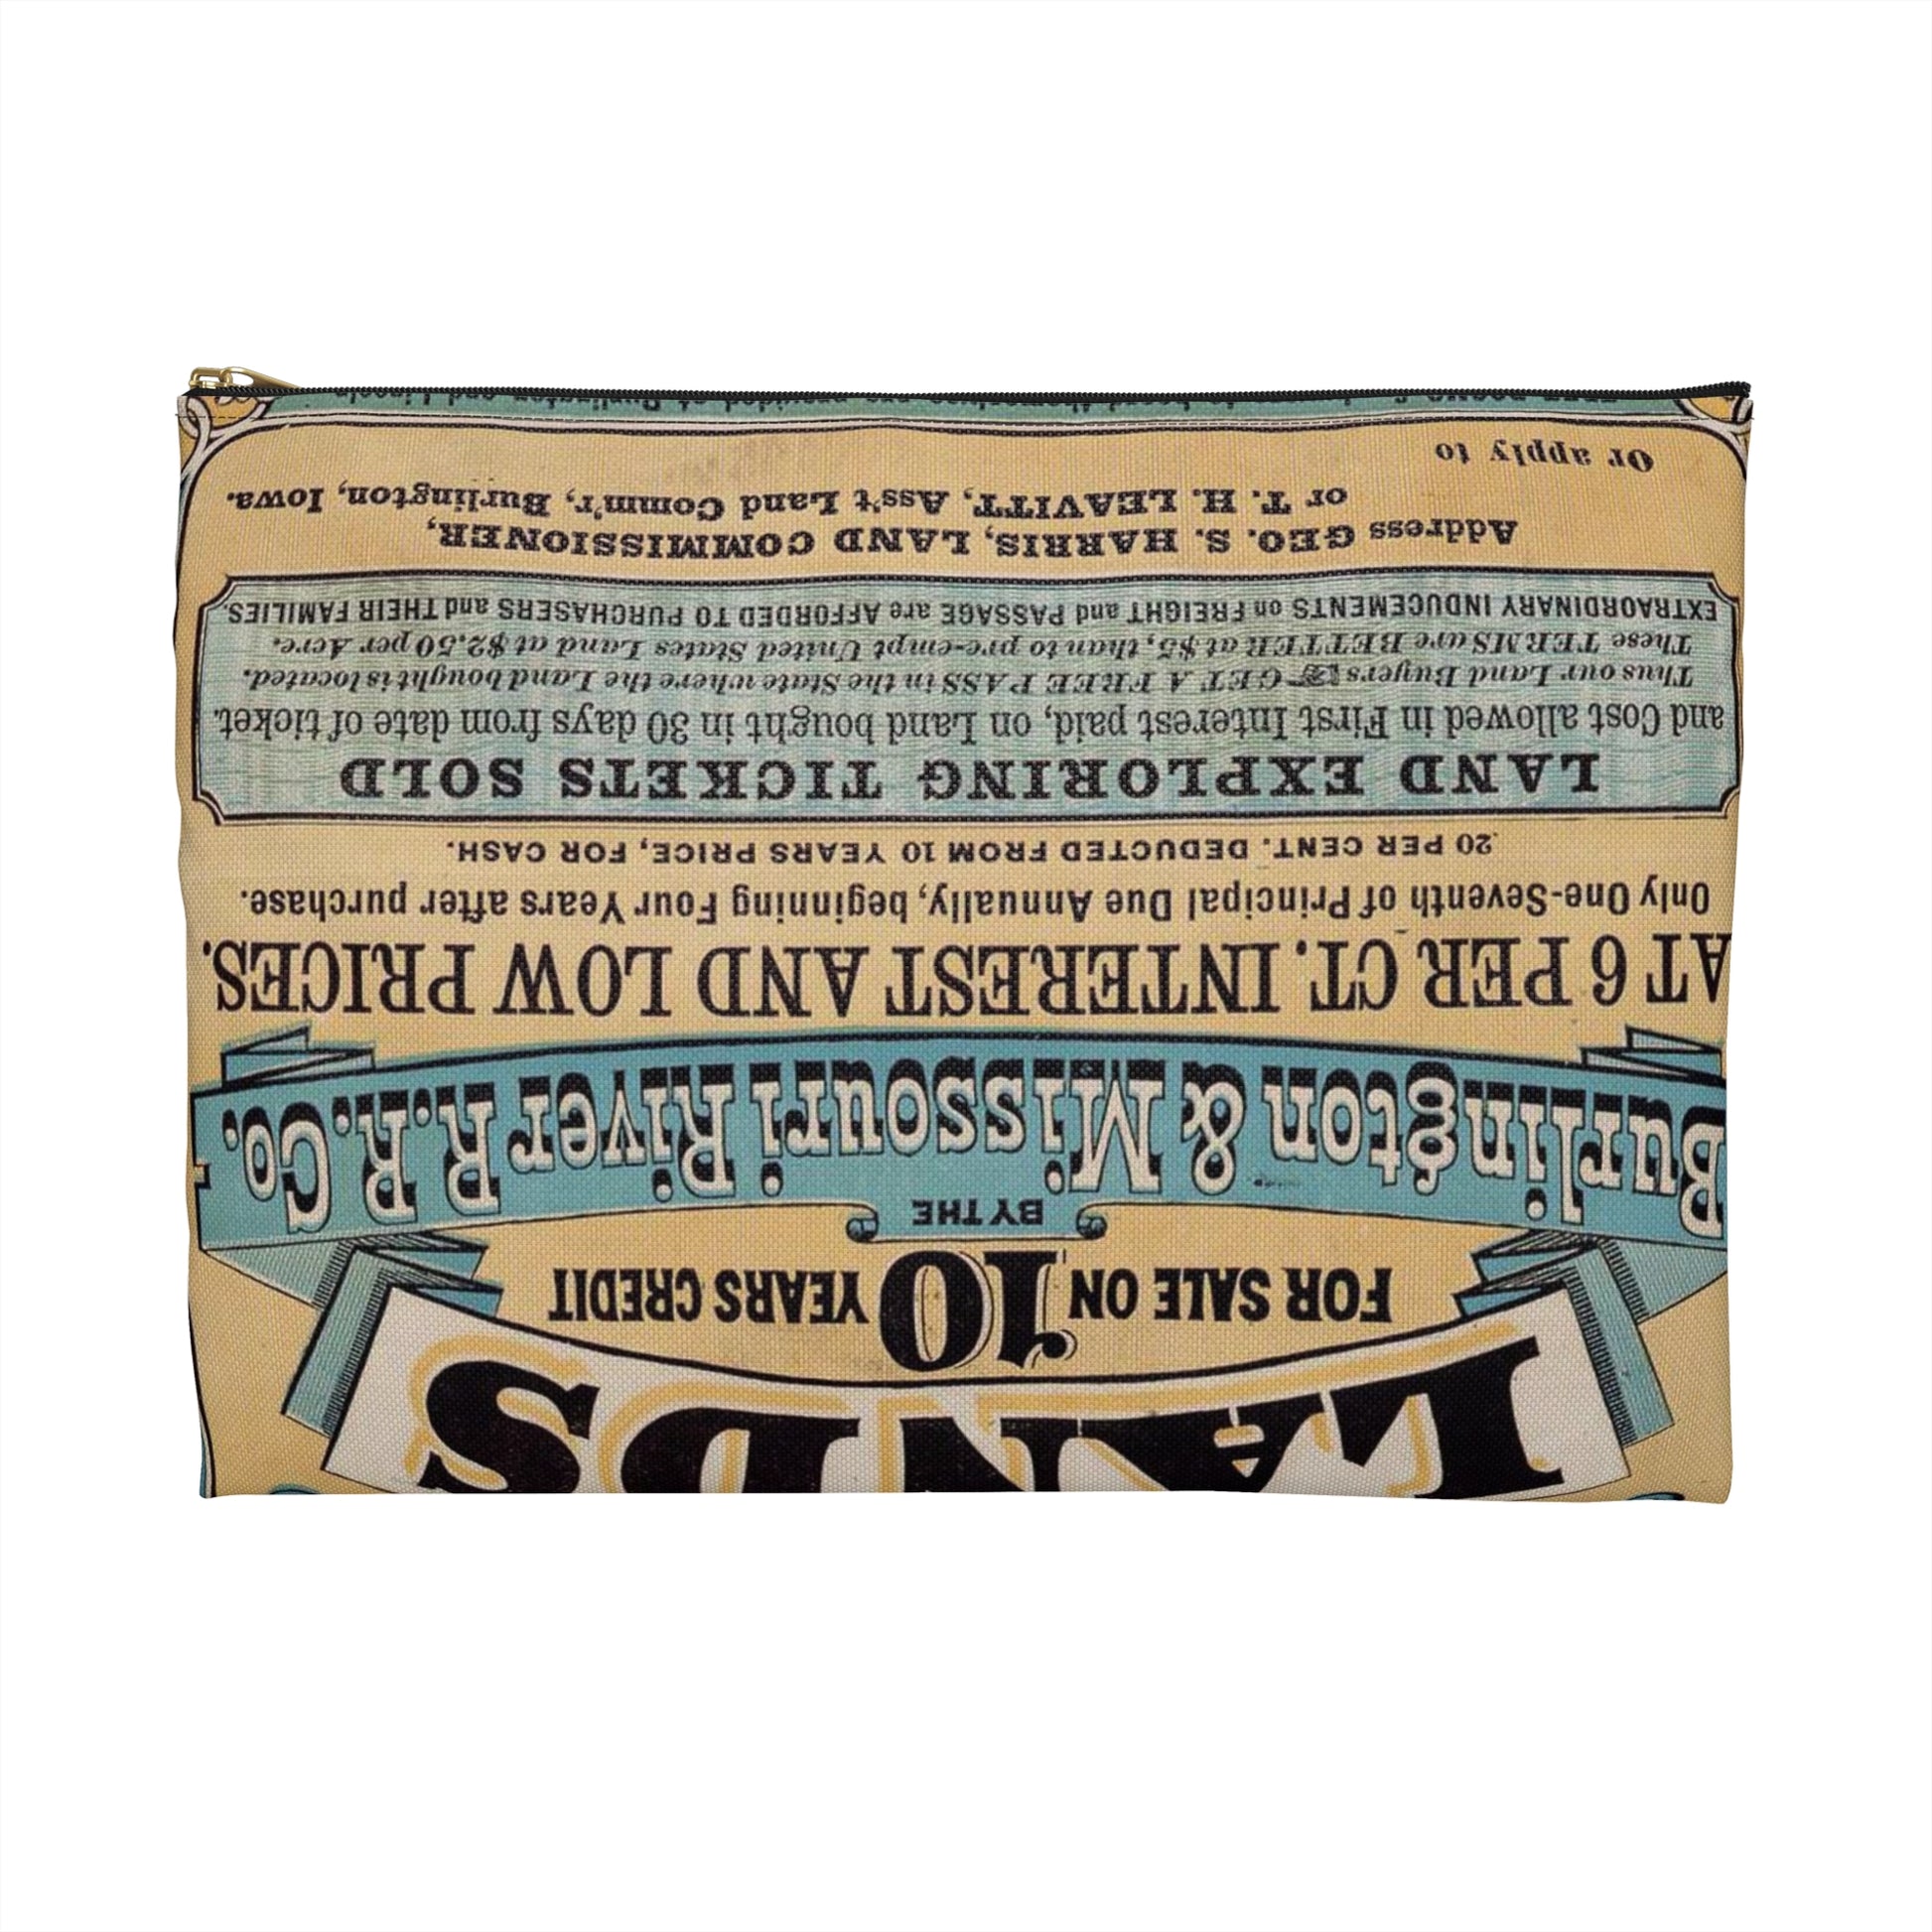 LANDS
FOR SALE ON 10 YEARS CREDIT
BY THE
Burlington & Missouri River R.R. Co.
AT 6 PER CT. INTEREST AND LOW PRICES.
Only One-Seventh of Principal Due Annually, beginning Four Years after purchase.
20 PER CENT. DEDUCTED FROM 10 YEARS PRICE, FOR CASH.
LAND EXPLORING TICKETS SOLD
and Cost allowed in First Interest paid, on Land bought in 30 days from date of ticket.
Thus our Land Buyers GET A FREE PASS in the State where the Land bought is located.
These TERMS are BETTER at $5, than to pre-empt United States Land at $2.50 per Acre.
EXTRAORDINARY INDUCEMENTS on FREIGHT and PASSAGE are AFFORDED TO PURCHASERS and THEIR FAMILIES.
Address GEO. S. HARRIS, LAND COMMISSIONER,
or T. H. LEAVITT, Ass't Land Comm'r, Burlington, Iowa.
Or apply to